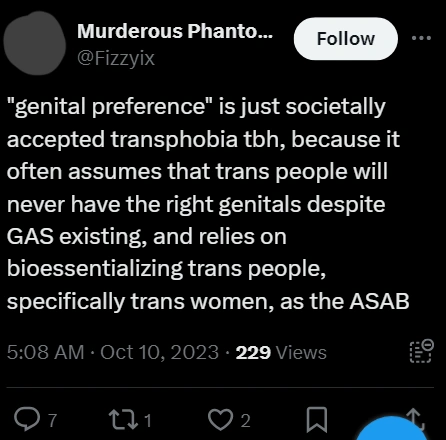 Murderous Phanto...
Follow
@Fizzyix
"genital preference" is just societally
accepted transphobia tbh, because it
often assumes that trans people will
never have the right genitals despite
GAS existing, and relies on
bioessentializing trans people,
specifically trans women, as the ASAB
5:08 AM · Oct 10, 2023 · 229 Views
7 1 2